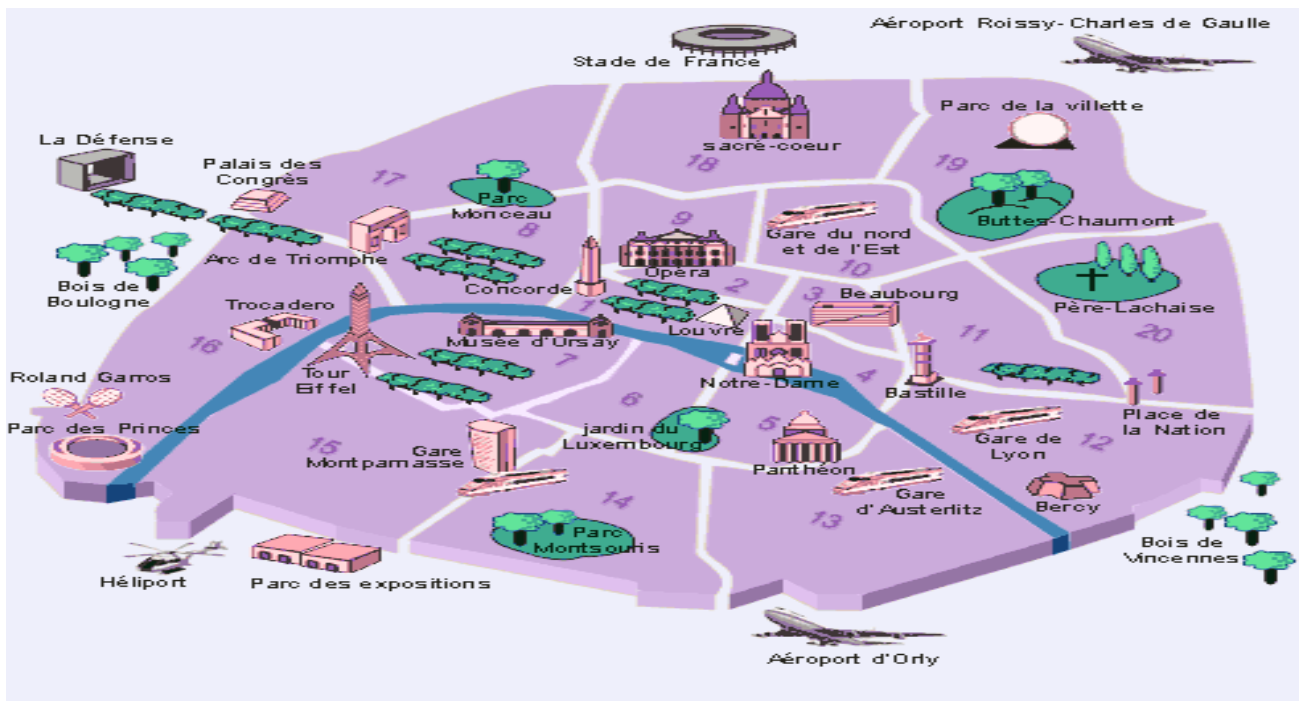 Aéroport Roissy-Charles de Gaulle
Stade de France
Parc de la villette
La Défense
sacré-coeur
Palais des
Congrès
17
18
19
Parc
Monceau
Buttes-Chaumont
9
8
Gare du nord
et de l'Est
Arc de Triomphe
Opéra
10
Bois de
Boulogne
Concorde
2
Trocadero
1
3
Beaubourg
Père-Lachaise
Louvre
11
20
16
Musée d'Orsay
7
Tour
Eiffel
Notre-Dame
4
Bastille
Roland Garros
6
Place de
la Nation
Parc des Princes
jardin du
Luxembourg
5
15
Gare
Montparnasse
Panthéon
Gare de
Lyon
12
14
Gare
d'Austerlitz
Bercy
13
Parc
Montsouris
Bois de
Vincennes
Héliport
Parc des expositions
Aéroport d'Orly